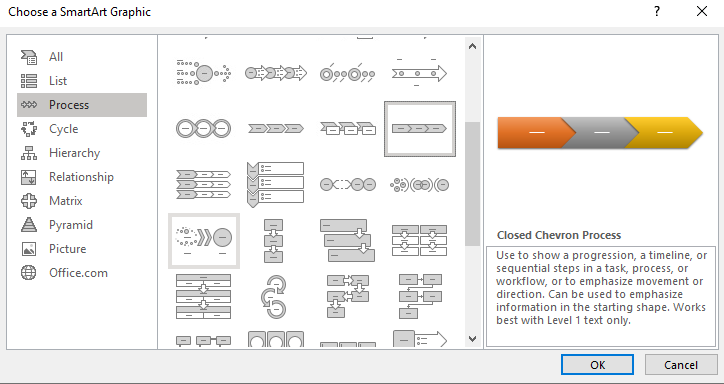 Choose a SmartArt Graphic
All
List
Process
Cycle
Hierarchy
Relationship
Matrix
Pyramid
Picture
Office.com
Closed Chevron Process
Use to show a progression, a timeline, or
sequential steps in a task, process, or
workflow, or to emphasize movement or
direction. Can be used to emphasize
information in the starting shape. Works
best with Level 1 text only.
OK
Cancel